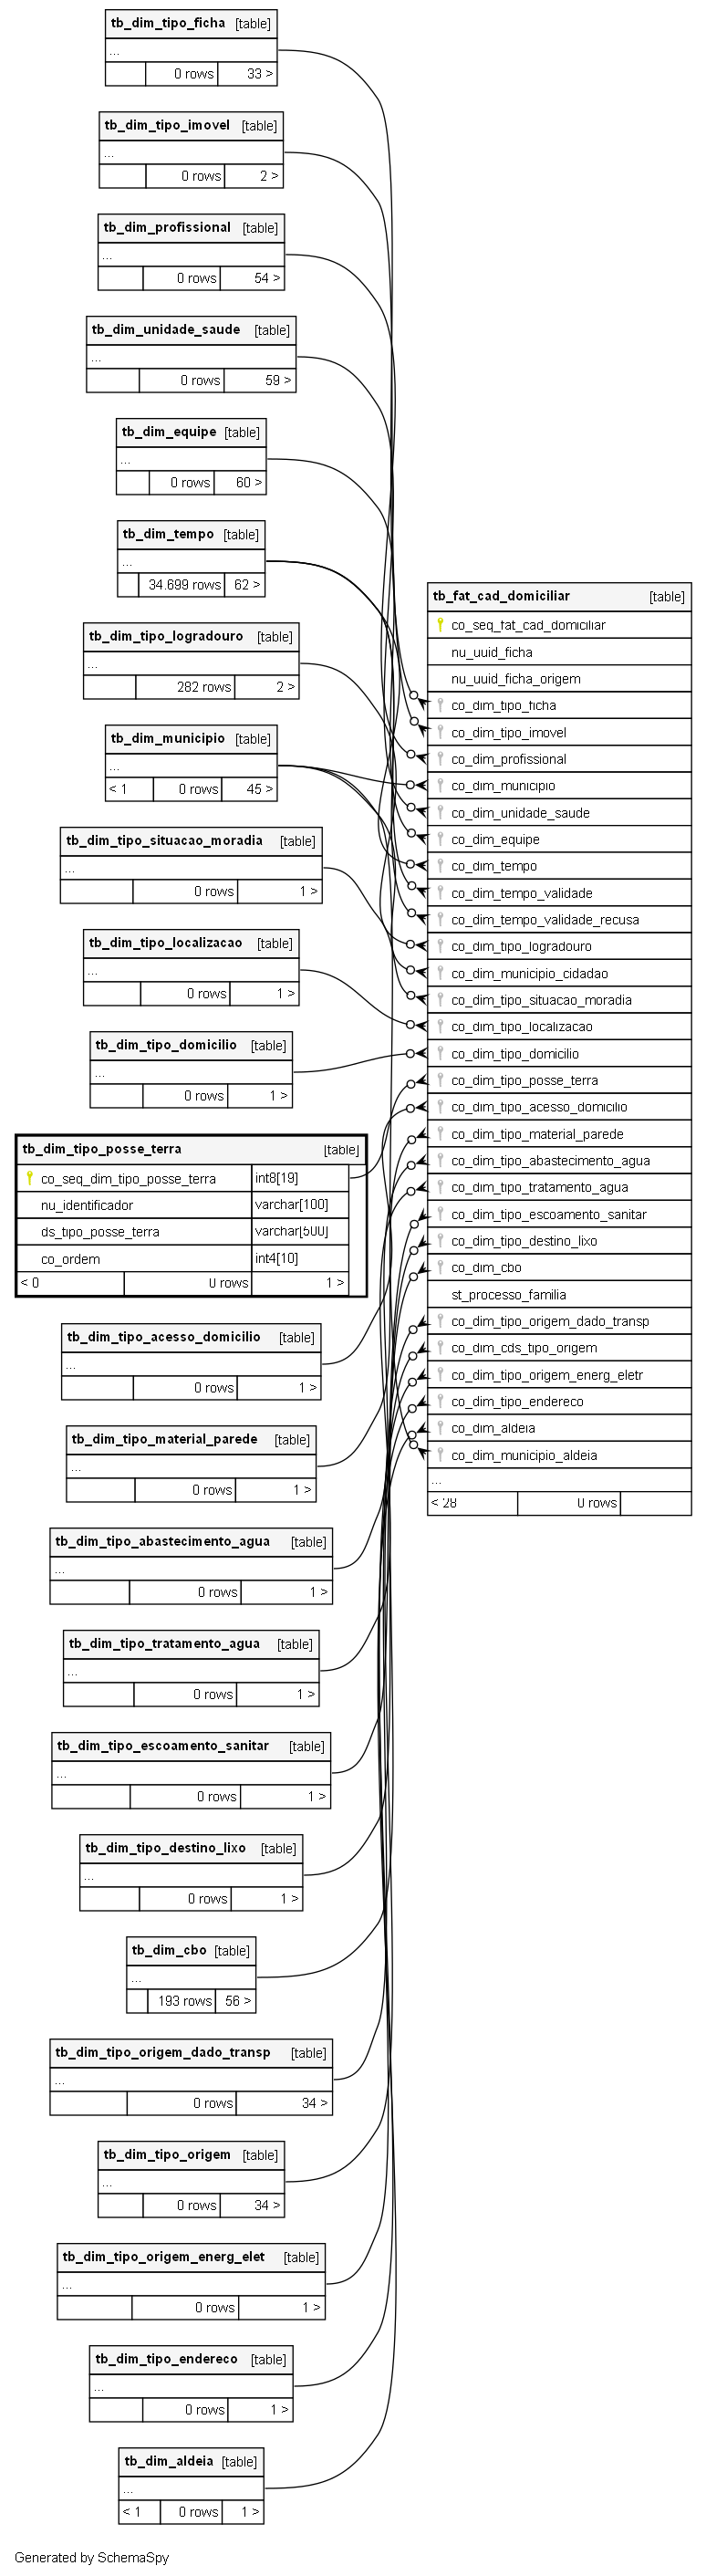 tb_dim_tipo_ficha [table]
...
0 rows 33 >
tb_dim_tipo_imovel [table]
...
0 rows 2 >
tb_dim_profissional [table]
...
0 rows 54 >
tb_dim_unidade_saude [table]
...
0 rows 59 >
tb_dim_equipe [table]
...
0 rows 60 >
tb_dim_tempo [table]
...
34.699 rows 62 >
tb_dim_tipo_logradouro [table]
...
282 rows 2 >
tb_dim_municipio [table]
...
< 1 0 rows 45 >
tb_dim_tipo_situacao_moradia [table]
...
0 rows 1 >
tb_dim_tipo_localizacao [table]
...
0 rows 1 >
tb_dim_tipo_domicilio [table]
...
0 rows 1 >
tb_dim_tipo_posse_terra [table]
co_seq_dim_tipo_posse_terra int8[19]
nu_identificador varchar[100]
ds_tipo_posse_terra varchar[500]
co_ordem int4[10]
< 0 0 rows 1 >
tb_dim_tipo_acesso_domicilio [table]
...
0 rows 1 >
tb_dim_tipo_material_parede [table]
...
0 rows 1 >
tb_dim_tipo_abastecimento_agua [table]
...
0 rows 1 >
tb_dim_tipo_tratamento_agua [table]
...
0 rows 1 >
tb_dim_tipo_escoamento_sanitar [table]
...
0 rows 1 >
tb_dim_tipo_destino_lixo [table]
...
0 rows 1 >
tb_dim_cbo [table]
...
193 rows 56 >
tb_dim_tipo_origem_dado_transp [table]
...
0 rows 34 >
tb_dim_tipo_origem [table]
...
0 rows 34 >
tb_dim_tipo_origem_energ_elet [table]
...
0 rows 1 >
tb_dim_tipo_endereco [table]
...
0 rows 1 >
tb_dim_aldeia [table]
...
< 1 0 rows 1 >
tb_fat_cad_domiciliar [table]
co_seq_fat_cad_domiciliar
nu_uuid_ficha
nu_uuid_ficha_origem
co_dim_tipo_ficha
co_dim_tipo_imovel
co_dim_profissional
co_dim_municipio
co_dim_unidade_saude
co_dim_equipe
co_dim_tempo
co_dim_tempo_validade
co_dim_tempo_validade_recusa
co_dim_tipo_logradouro
co_dim_municipio_cidadao
co_dim_tipo_situacao_moradia
co_dim_tipo_localizacao
co_dim_tipo_domicilio
co_dim_tipo_posse_terra
co_dim_tipo_acesso_domicilio
co_dim_tipo_material_parede
co_dim_tipo_abastecimento_agua
co_dim_tipo_tratamento_agua
co_dim_tipo_escoamento_sanitar
co_dim_tipo_destino_lixo
co_dim_cbo
st_processo_familia
co_dim_tipo_origem_dado_transp
co_dim_cds_tipo_origem
co_dim_tipo_origem_energ_eletr
co_dim_tipo_endereco
co_dim_aldeia
co_dim_municipio_aldeia
...
< 28 0 rows
Generated by SchemaSpy